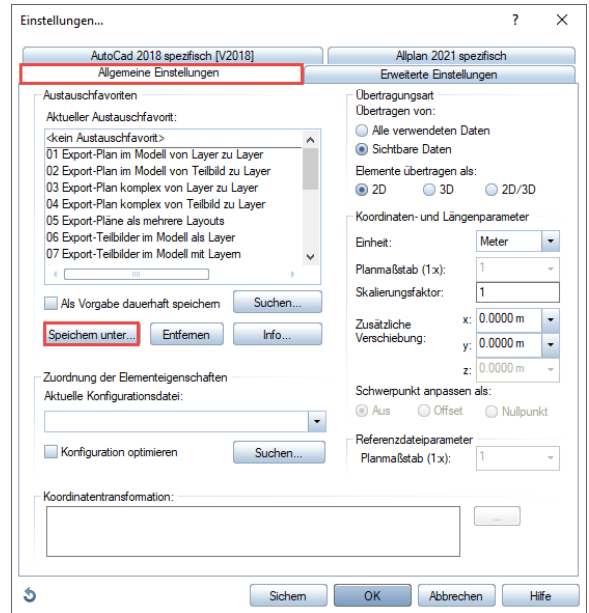 Einstellungen...
?
AutoCad 2018 spezifisch [V2018]
Allplan 2021 spezifisch
Allgemeine Einstellungen
Erweiterte Einstellungen
Austauschfavoriten
Aktueller Austauschfavorit:
<kein Austauschfavorit>
01 Export-Plan im Modell von Layer zu Layer
02 Export-Plan im Modell von Teilbild zu Layer
03 Export-Plan komplex von Layer zu Layer
04 Export-Plan komplex von Teilbild zu Layer
05 Export-Pläne als mehrere Layouts
06 Export-Teilbilder im Modell als Layer
07 Export-Teilbilder im Modell mit Layern
Als Vorgabe dauerhaft speichern
Suchen...
Speichern unter...
Entfernen
Info...
Zuordnung der Elementeigenschaften
Aktuelle Konfigurationsdatei:
Konfiguration optimieren
Suchen...
Übertragungsart
Übertragen von:
Alle verwendeten Daten
Sichtbare Daten
Elemente übertragen als:
2D
3D
2D/3D
Koordinaten- und Längenparameter
Einheit:
Meter
Planmaßstab (1:x):
1
Skalierungsfaktor:
1
Zusätzliche
Verschiebung:
x:
0.0000 m
y:
0.0000 m
z:
0.0000 m
Schwerpunkt anpassen als:
Aus
Offset
Nullpunkt
Referenzdateiparameter
Planmaßstab (1:x):
1
Koordinatentransformation:
...
Sichern
OK
Abbrechen
Hilfe